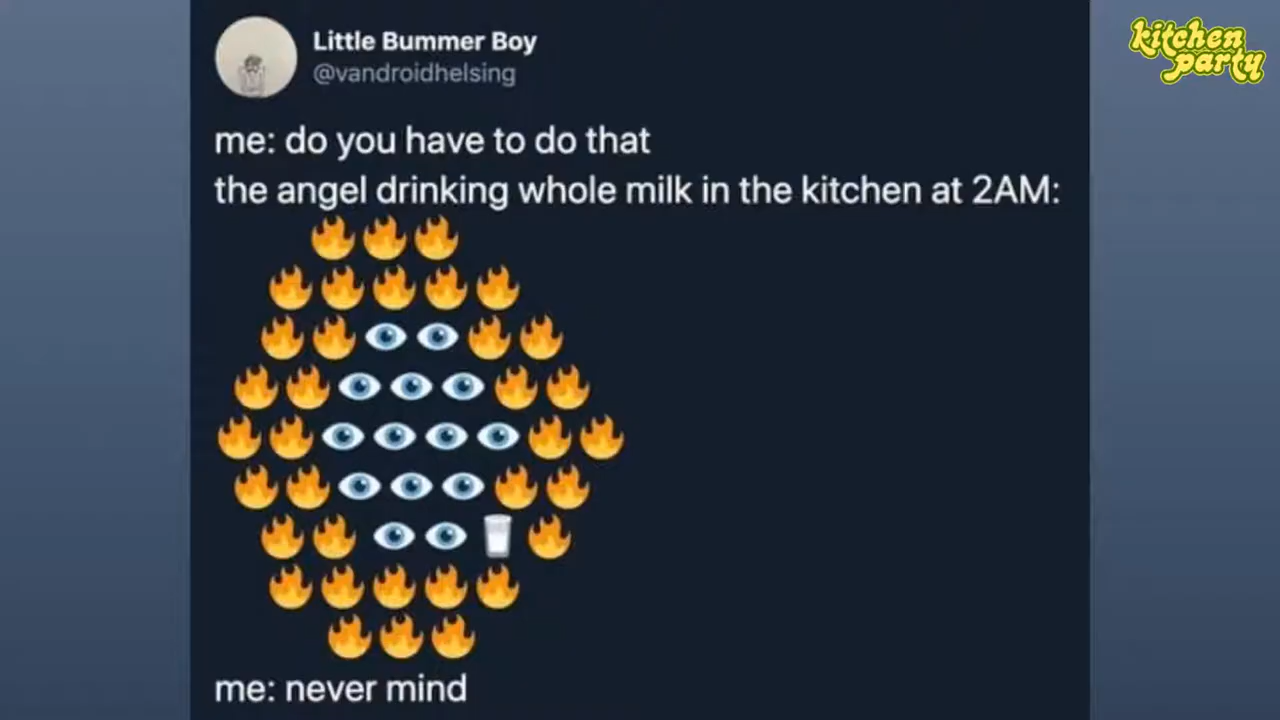 Little Bummer Boy
@vandroidhelsing
kitchen
party
me: do you have to do that
the angel drinking whole milk in the kitchen at 2AM:
🔥🔥🔥
🔥🔥🔥🔥🔥
🔥🔥👁️👁️🔥🔥
🔥🔥👁️👁️👁️🔥🔥
🔥🔥👁️👁️👁️👁️🔥🔥
🔥🔥👁️👁️👁️🔥🔥
🔥🔥👁️👁️🥛🔥
🔥🔥🔥🔥🔥
🔥🔥🔥
me: never mind